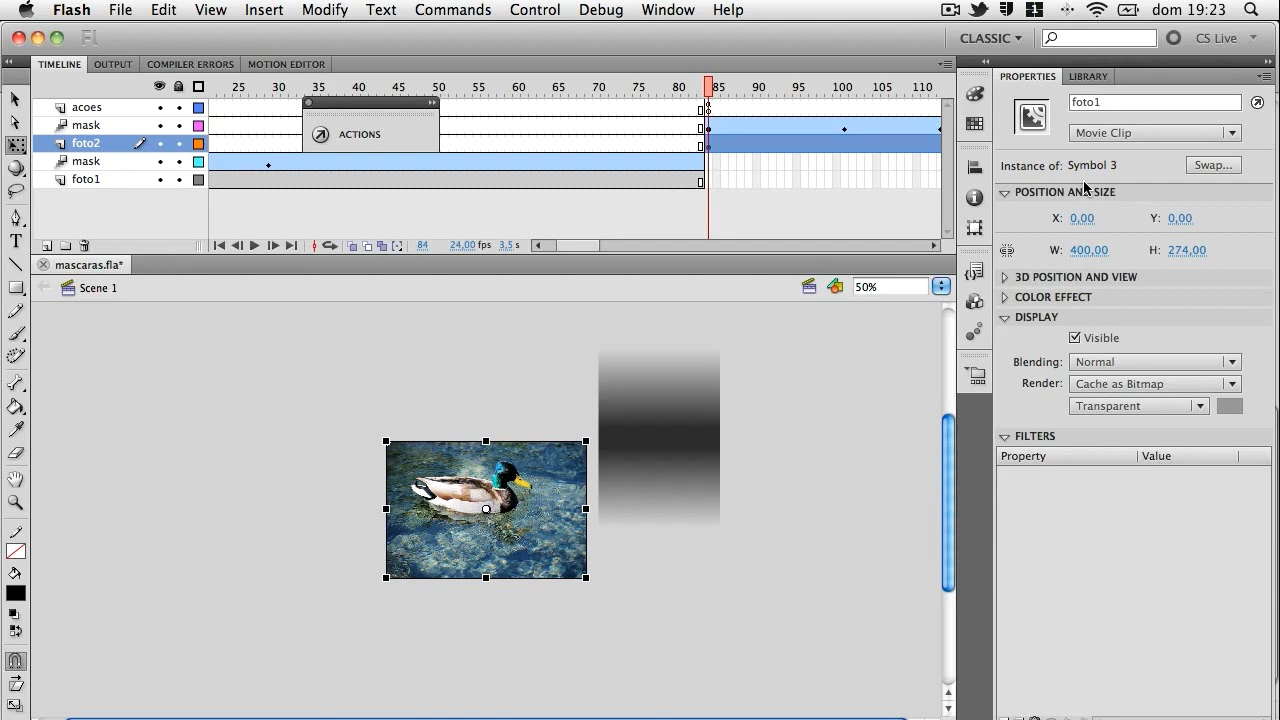 Flash File Edit View Insert Modify Text Commands Control Debug Window Help dom 19:23
Fl CLASSIC CS Live
TIMELINE OUTPUT COMPILER ERRORS MOTION EDITOR
25 30 35 40 45 50 55 60 65 70 75 80 85 90 95 100 105 110
acoes
mask
foto2
mask
foto1
ACTIONS
84 24,00 fps 3,5 s
mascaras.fla*
Scene 1 50%
PROPERTIES LIBRARY
foto1
Movie Clip
Instance of: Symbol 3 Swap...
POSITION AND SIZE
X: 0,00 Y: 0,00
W: 400,00 H: 274,00
3D POSITION AND VIEW
COLOR EFFECT
DISPLAY
Visible
Blending: Normal
Render: Cache as Bitmap
Transparent
FILTERS
Property Value